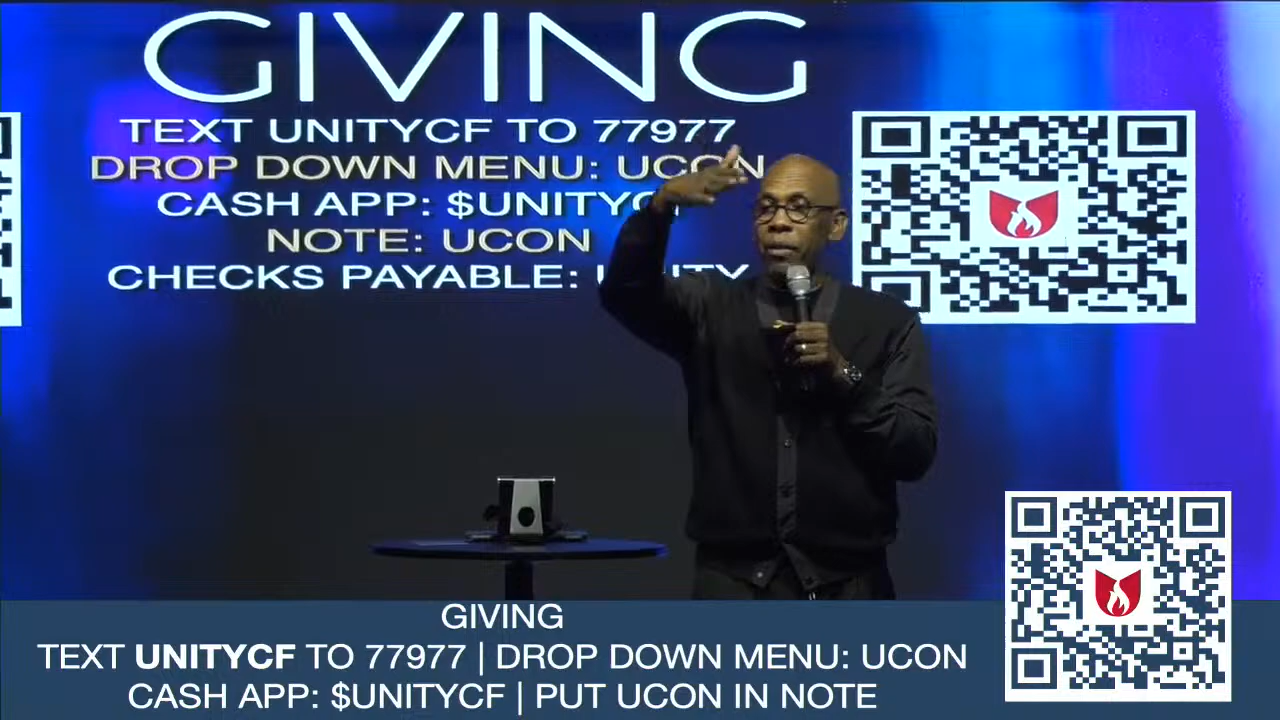 GIVING
TEXT UNITYCF TO 77977
DROP DOWN MENU: UCON
CASH APP: $UNITYC
NOTE: UCON
CHECKS PAYABLE:
GIVING
TEXT UNITYCF TO 77977 | DROP DOWN MENU: UCON
CASH APP: $UNITYCF | PUT UCON IN NOTE